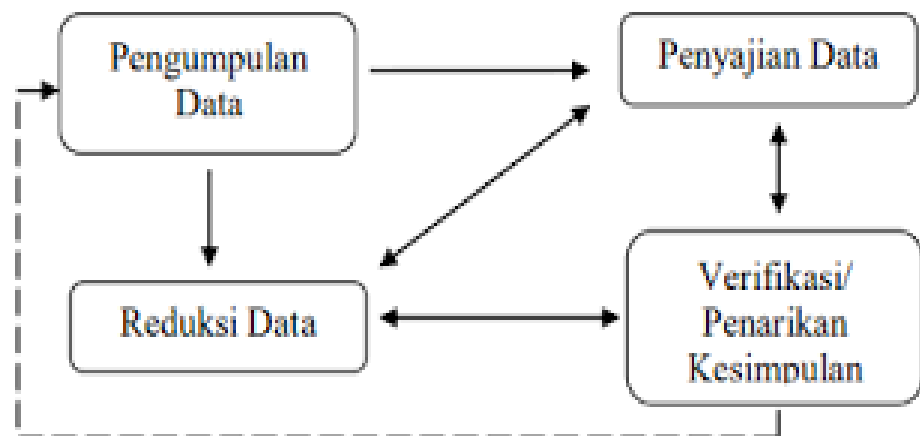 Pengumpulan
Data
Penyajian Data
Reduksi Data
Verifikasi/
Penarikan
Kesimpulan